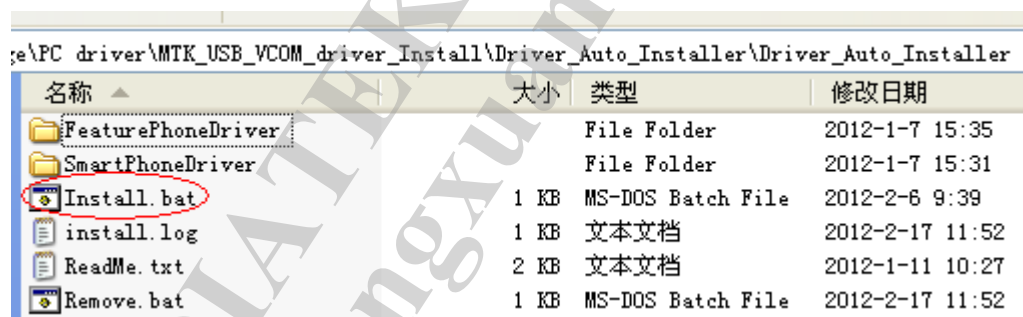 e\PC driver\MTK_USB_VCOM_driver_Install\Driver_Auto_Installer\Driver_Auto_Installer
名称 大小 类型 修改日期
FeaturePhoneDriver File Folder 2012-1-7 15:35
SmartPhoneDriver File Folder 2012-1-7 15:31
Install.bat 1 KB MS-DOS Batch File 2012-2-6 9:39
install.log 1 KB 文本文档 2012-2-17 11:52
ReadMe.txt 2 KB 文本文档 2012-1-11 10:27
Remove.bat 1 KB MS-DOS Batch File 2012-2-17 11:52